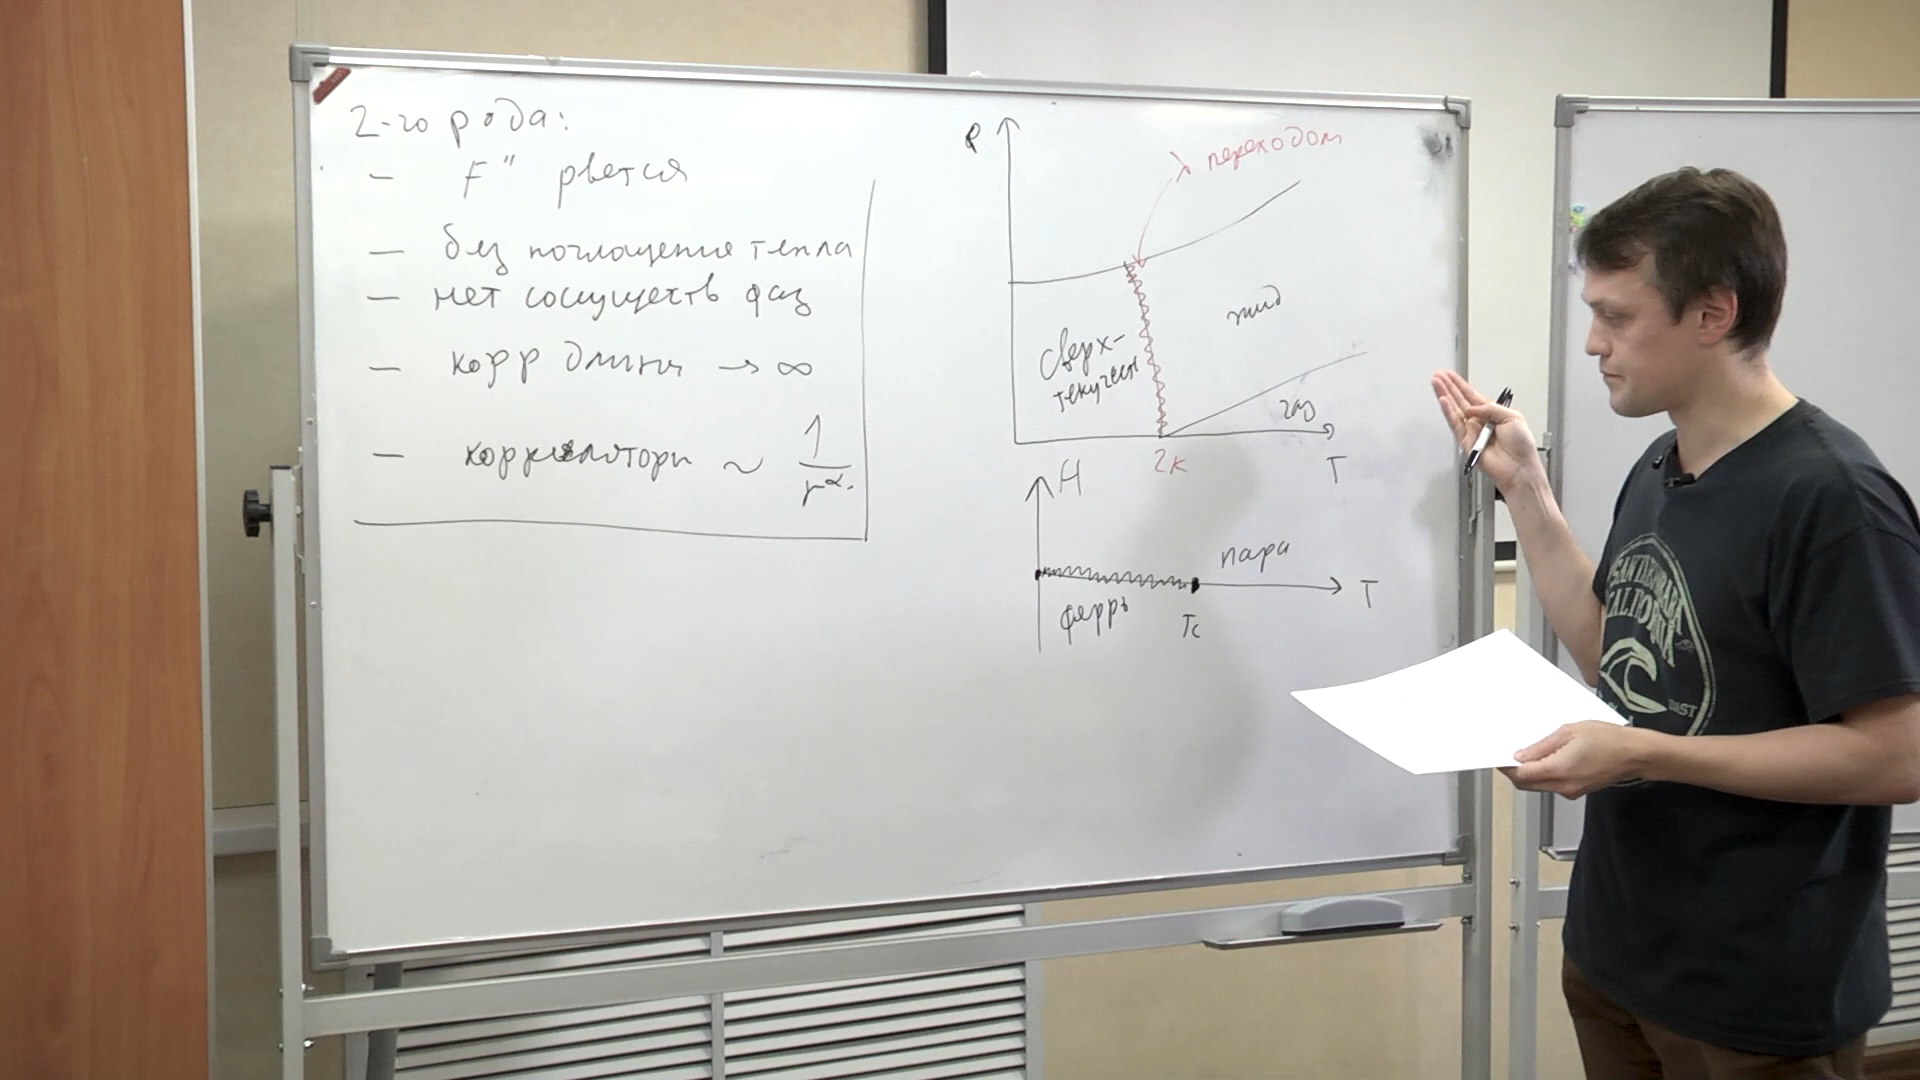 2-го рода:
— F" рвется
— без поглощения тепла
— нет сосуществ фаз
— корр длины → ∞
— корреляторы ~ 1/r^α.
P
λ переходом
жид
сверх-
текучесть
газ
2К
T
H
пара
ферр
Tc
T